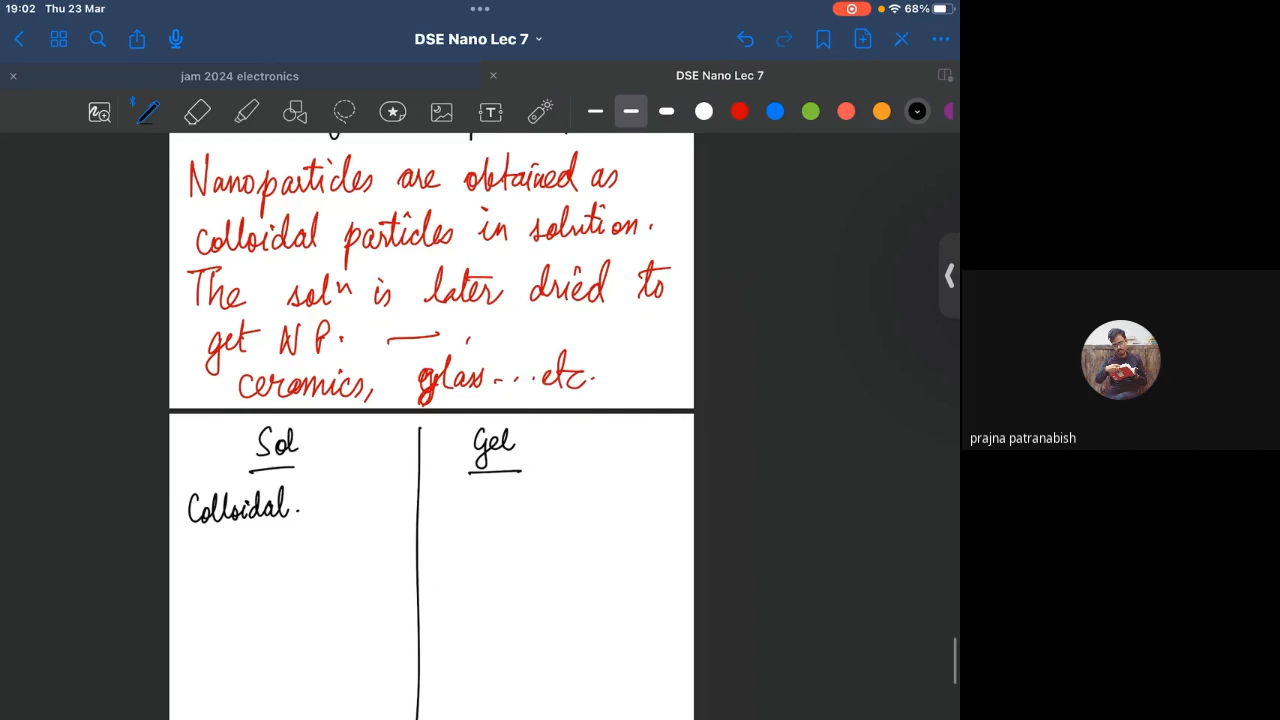 19:02 Thu 23 Mar
68%
DSE Nano Lec 7
jam 2024 electronics
DSE Nano Lec 7
Nanoparticles are obtained as
colloidal particles in solution.
The solⁿ is later dried to
get NP. →
ceramics, glass...etc.
Sol
Gel
Colloidal.
prajna patranabish